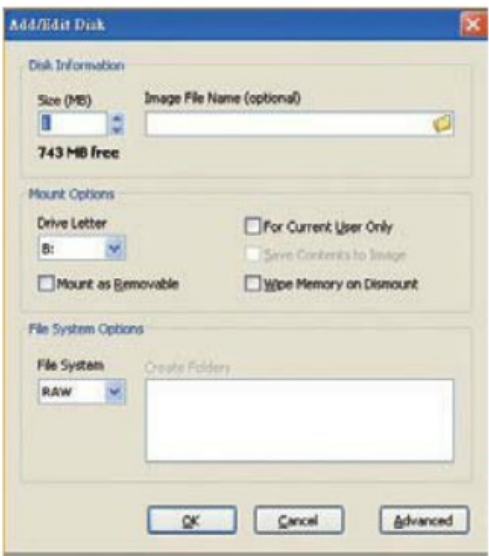 Add/Edit Disk
Disk Information
Size (MB)
Image File Name (optional)
1
743 MB free
Mount Options
Drive Letter
For Current User Only
B:
Save Contents to Image
Mount as Removable
Wipe Memory on Dismount
File System Options
File System
Create Folders
RAW
OK
Cancel
Advanced